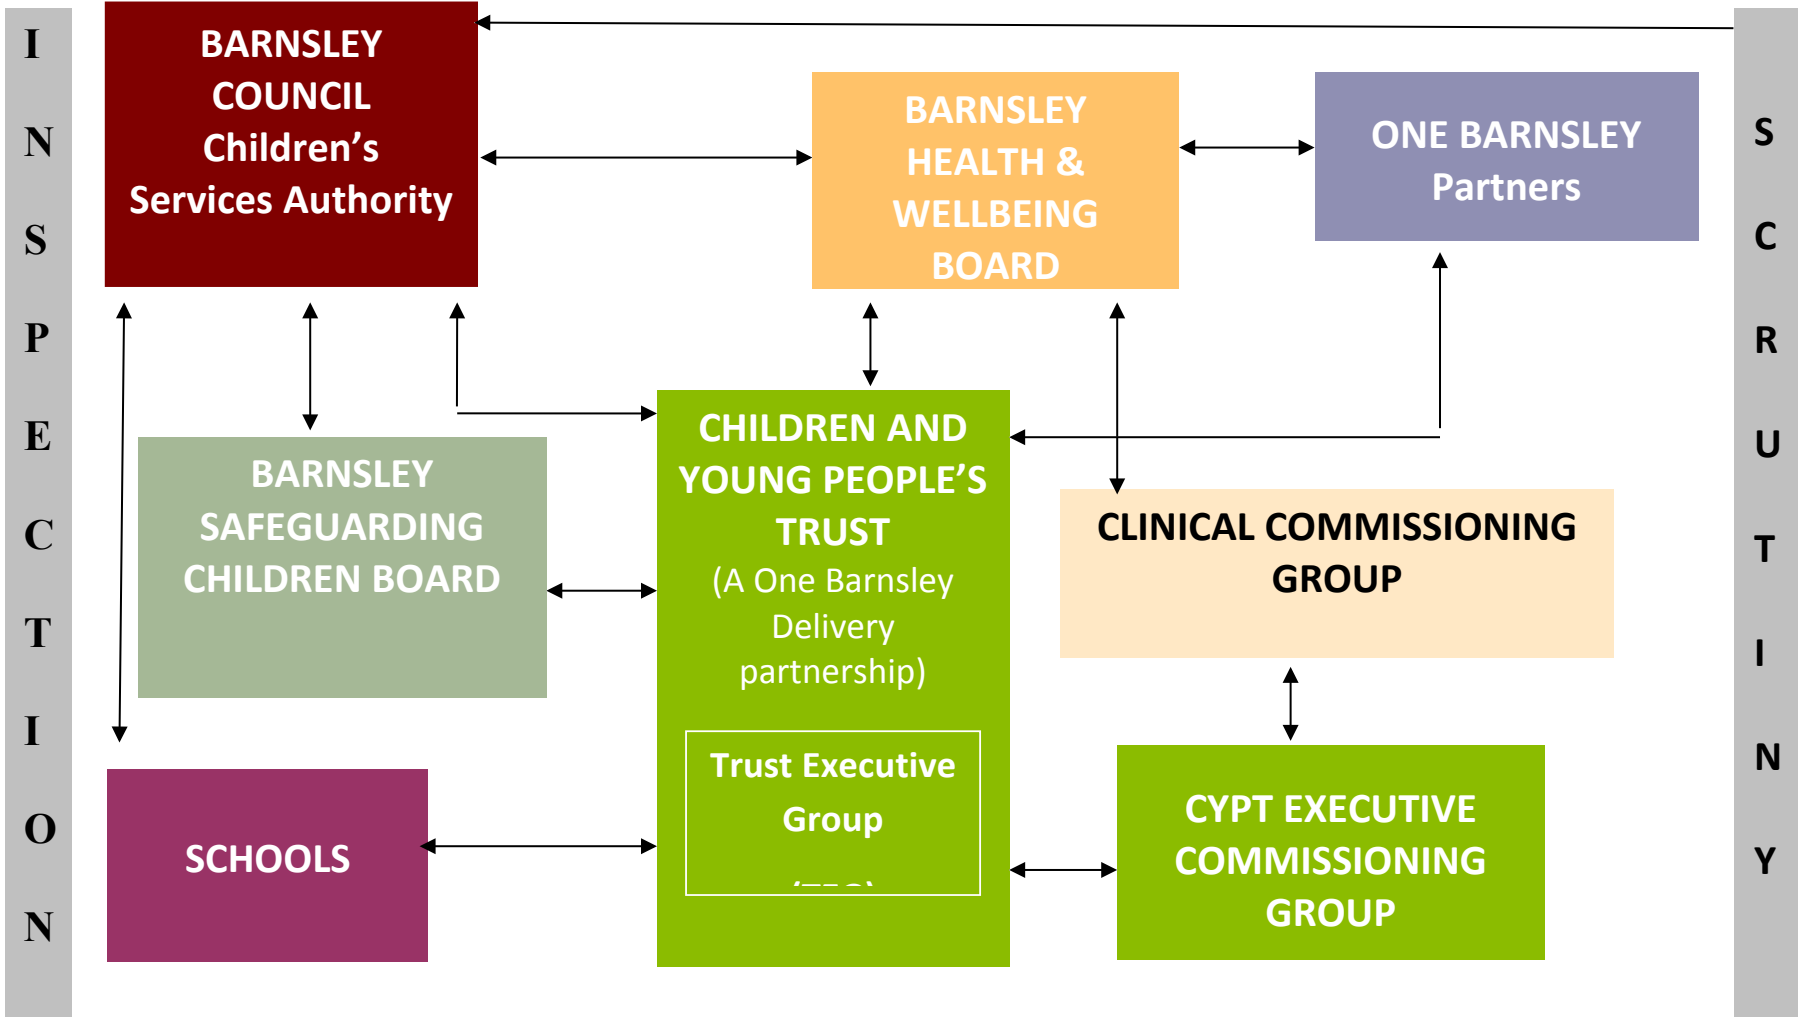 I
N
S
P
E
C
T
I
O
N
BARNSLEY
COUNCIL
Children’s
Services Authority
BARNSLEY
HEALTH &
WELLBEING
BOARD
ONE BARNSLEY
Partners
BARNSLEY
SAFEGUARDING
CHILDREN BOARD
CHILDREN AND
YOUNG PEOPLE’S
TRUST
(A One Barnsley
Delivery
partnership)
Trust Executive
Group
CLINICAL COMMISSIONING
GROUP
SCHOOLS
CYPT EXECUTIVE
COMMISSIONING
GROUP
S
C
R
U
T
I
N
Y